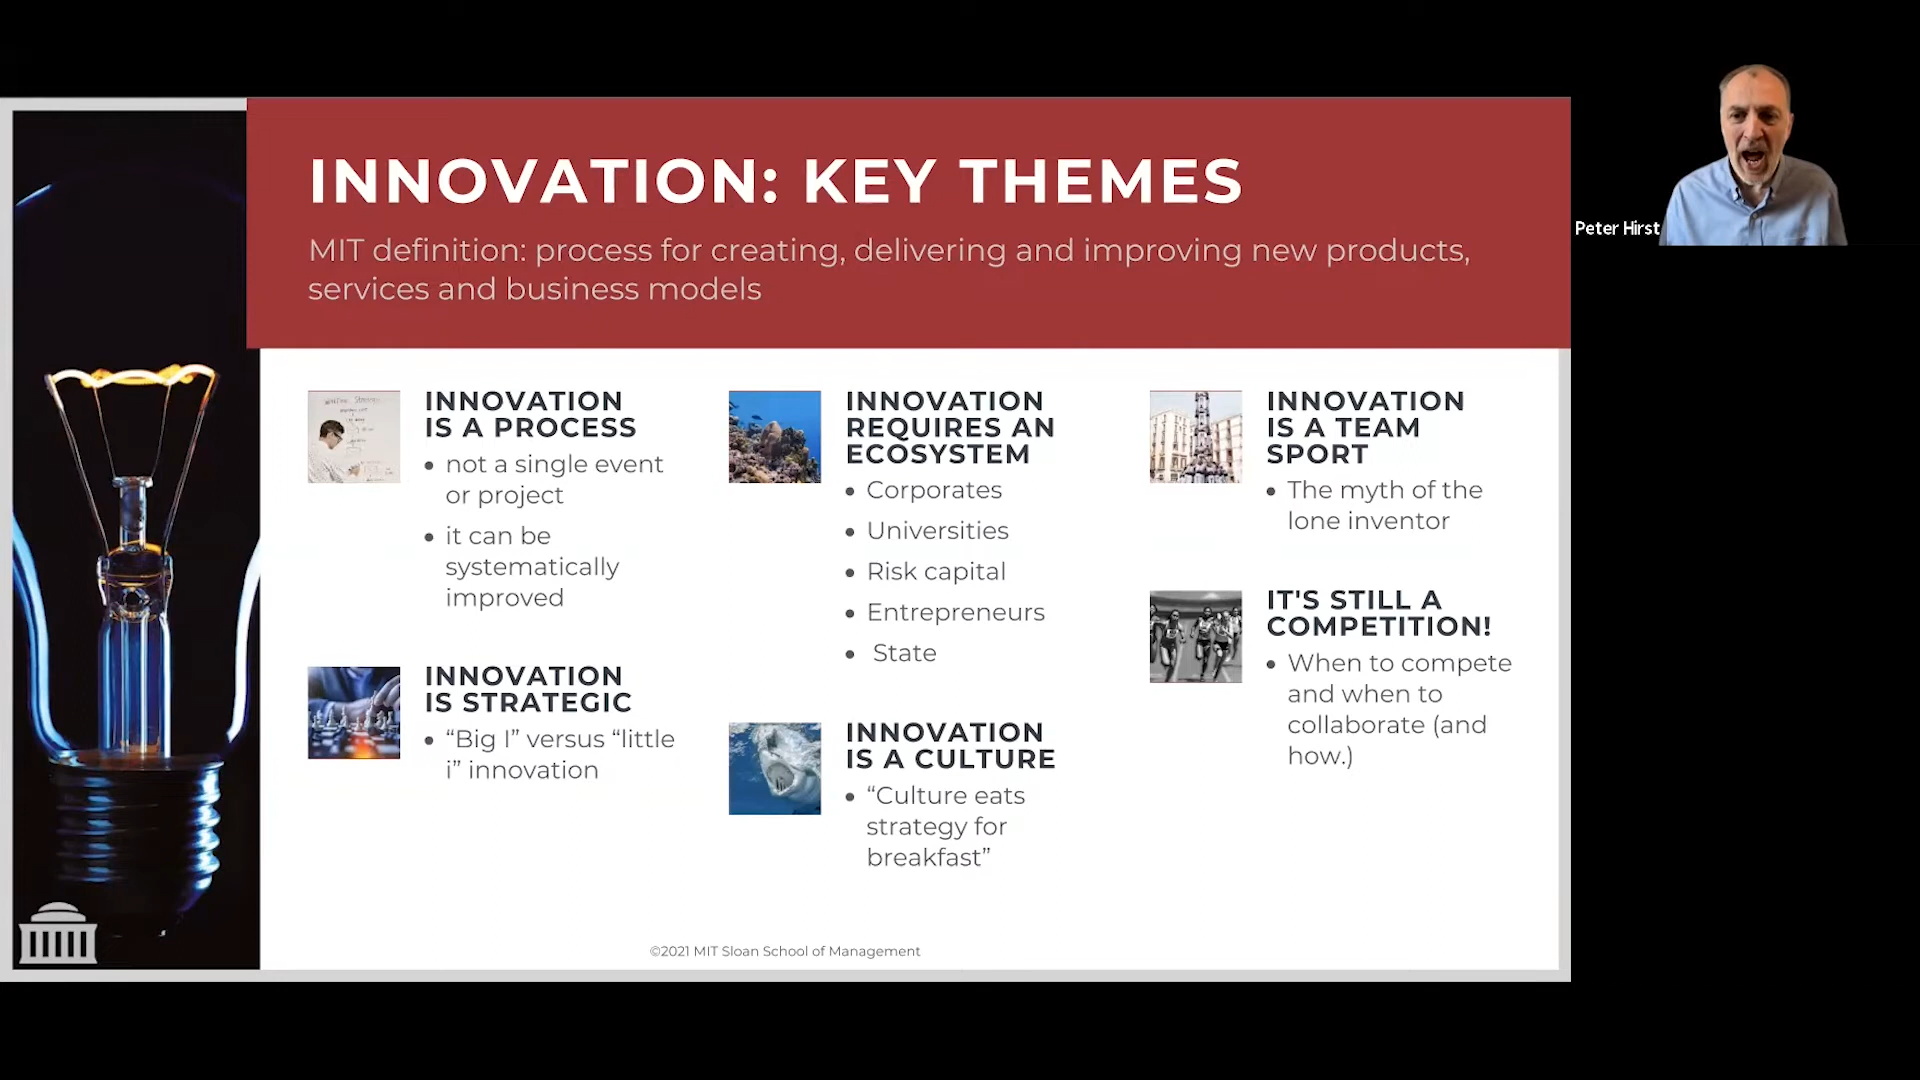 INNOVATION: KEY THEMES
MIT definition: process for creating, delivering and improving new products,
services and business models
Peter Hirst
INNOVATION
IS A PROCESS
• not a single event
or project
• it can be
systematically
improved
INNOVATION
IS STRATEGIC
• “Big I” versus “little
i” innovation
INNOVATION
REQUIRES AN
ECOSYSTEM
• Corporates
• Universities
• Risk capital
• Entrepreneurs
• State
INNOVATION
IS A CULTURE
• “Culture eats
strategy for
breakfast”
INNOVATION
IS A TEAM
SPORT
• The myth of the
lone inventor
IT'S STILL A
COMPETITION!
• When to compete
and when to
collaborate (and
how.)
©2021 MIT Sloan School of Management